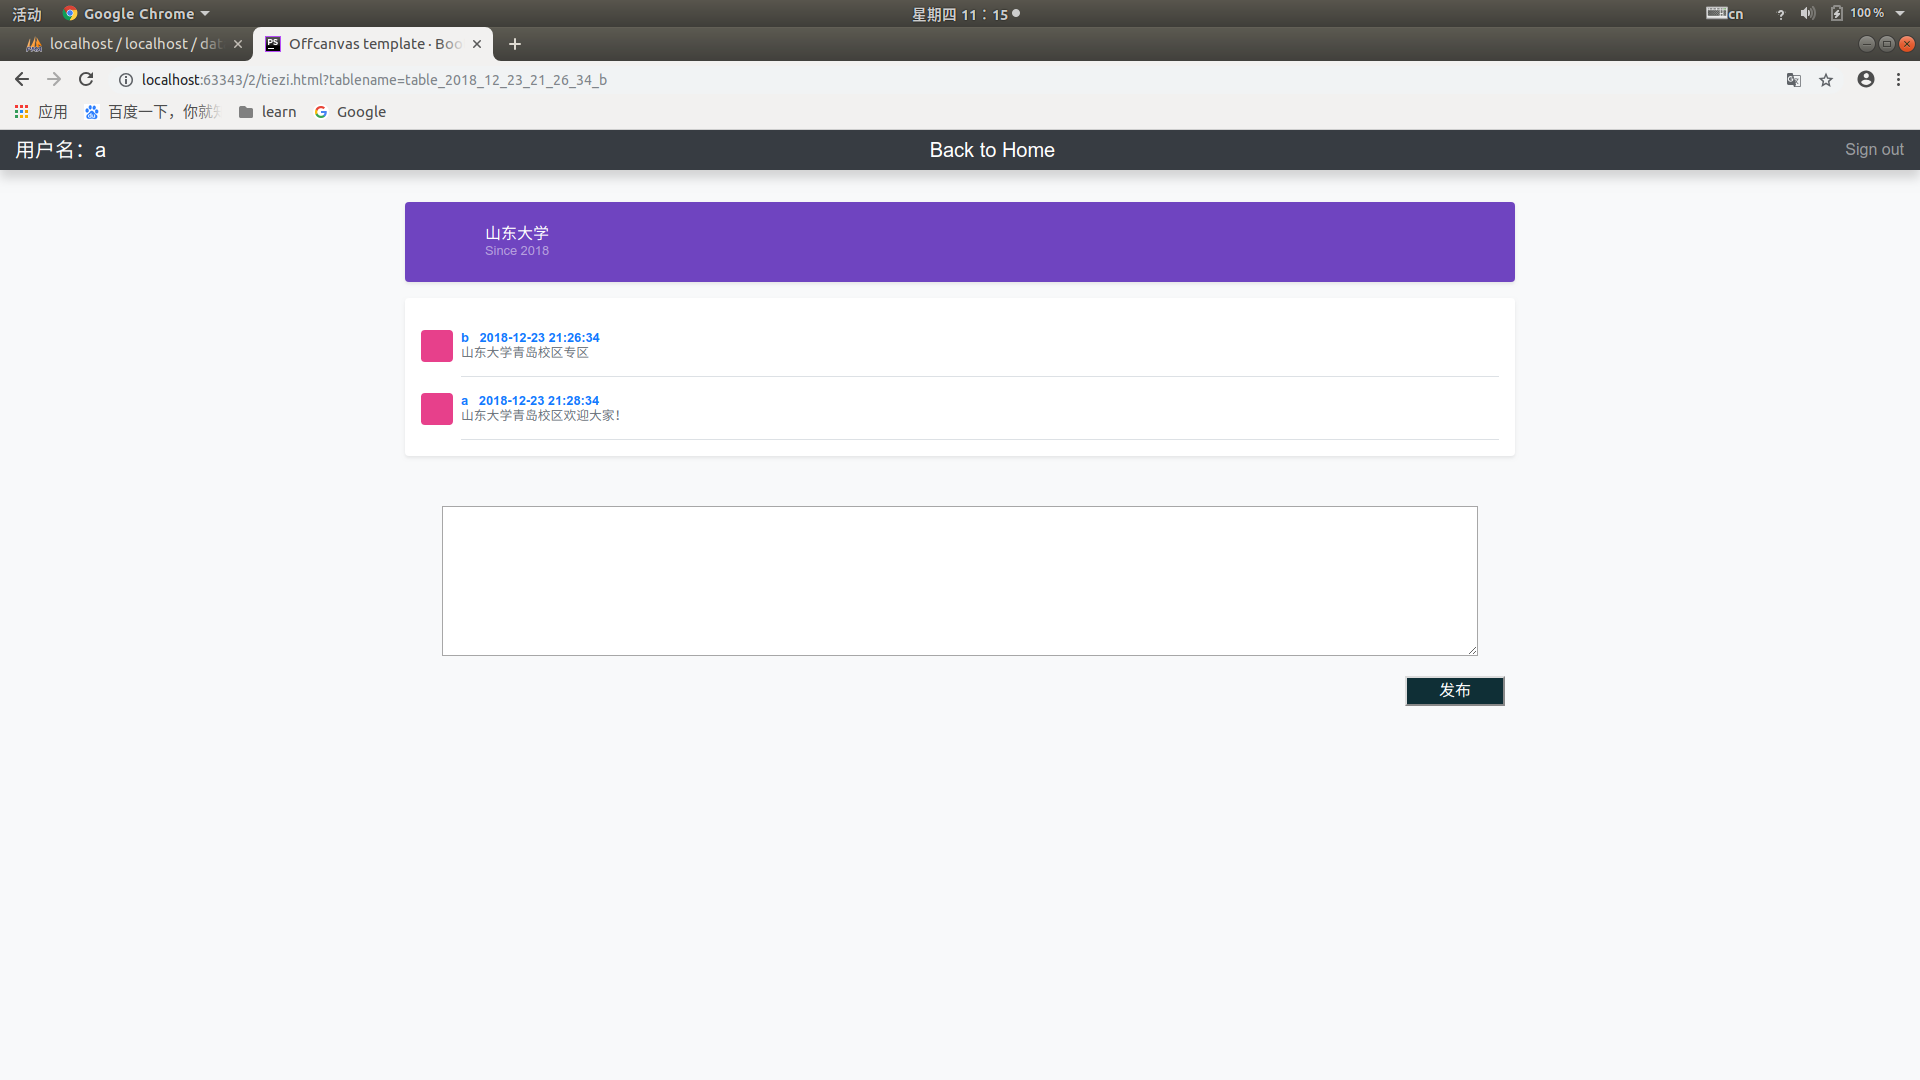 活动 Google Chrome 星期四 11:15 cn ? 100%
localhost / localhost / dat Offcanvas template · Boo
localhost:63343/2/tiezi.html?tablename=table_2018_12_23_21_26_34_b
应用 百度一下，你就知 learn Google
用户名：a Back to Home Sign out
山东大学
Since 2018
b 2018-12-23 21:26:34
山东大学青岛校区专区
a 2018-12-23 21:28:34
山东大学青岛校区欢迎大家！
发布